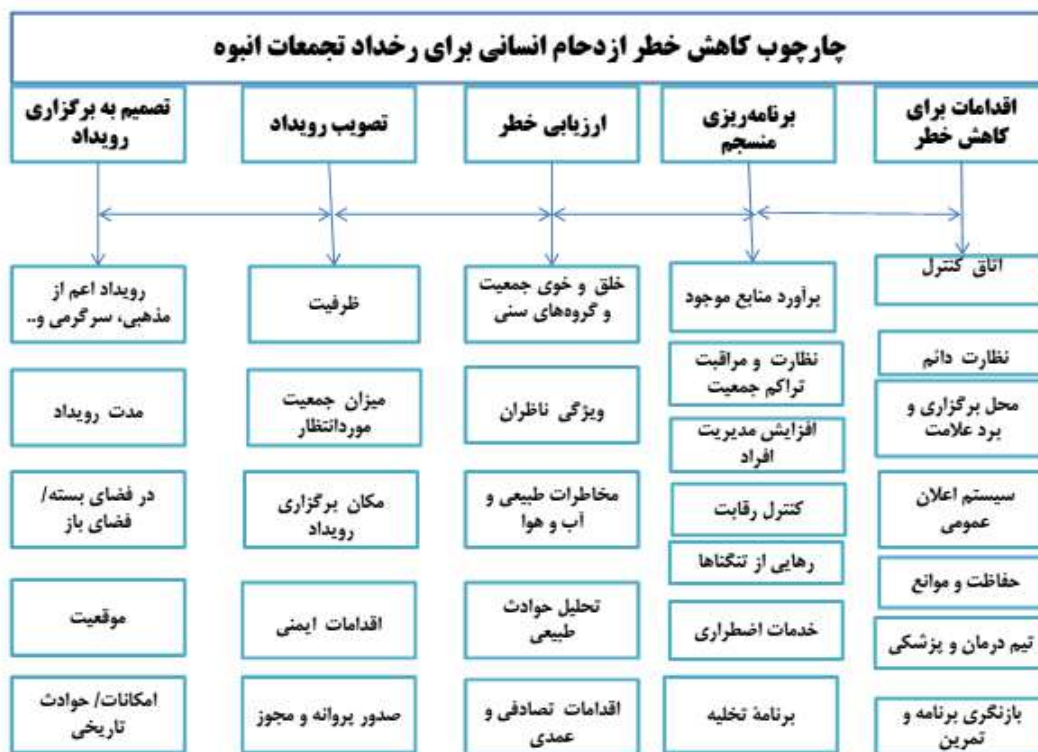 چارچوب کاهش خطر ازدحام انسانی برای رخداد تجمعات انبوه
اقدامات برای
کاهش خطر
برنامه‌ریزی
منسجم
ارزیابی خطر
تصویب رویداد
تصمیم به برگزاری
رویداد
اتاق کنترل
نظارت دائم
محل برگزاری و
برد علامت
سیستم اعلان
عمومی
حفاظت و موانع
تیم درمان و پزشکی
بازنگری برنامه و
تمرین
برآورد منابع موجود
نظارت و مراقبت
تراکم جمعیت
افزایش مدیریت
افراد
کنترل رقابت
رهایی از تنگناها
خدمات اضطراری
برنامهٔ تخلیه
خلق و خوی جمعیت
و گروه‌های سنی
ویژگی ناظران
مخاطرات طبیعی و
آب و هوا
تحلیل حوادث
طبیعی
اقدامات تصادفی و
عمدی
ظرفیت
میزان جمعیت
موردانتظار
مکان برگزاری
رویداد
اقدامات ایمنی
صدور پروانه و مجوز
رویداد اعم از
مذهبی، سرگرمی و..
مدت رویداد
در فضای بسته/
فضای باز
موقعیت
امکانات/ حوادث
تاریخی